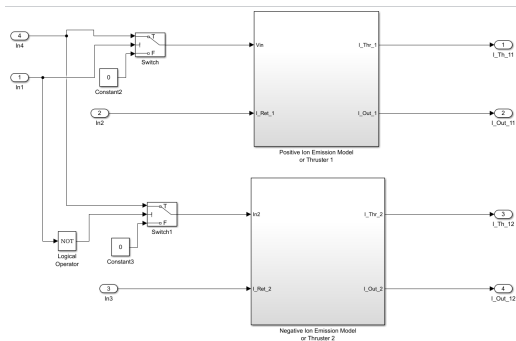 4
In4
1
In1
T
F
Switch
0
Constant2
2
In2
Vin
I_Ret_1
I_Thr_1
I_Out_1
Positive Ion Emission Model
or Thruster 1
1
I_Th_11
2
I_Out_11
NOT
Logical
Operator
T
F
Switch1
0
Constant3
3
In3
In2
I_Ret_2
I_Thr_2
I_Out_2
Negative Ion Emission Model
or Thruster 2
3
I_Th_12
4
I_Out_12